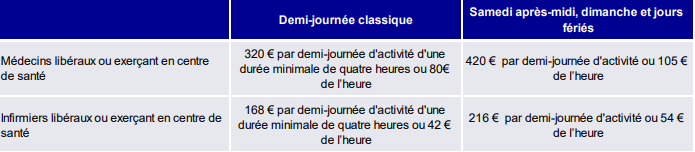 Demi-journée classique
Samedi après-midi, dimanche et jours
fériés
Médecins libéraux ou exerçant en centre
de santé
320 € par demi-journée d'activité d'une
durée minimale de quatre heures ou 80€
de l'heure
420 € par demi-journée d'activité ou 105 €
de l'heure
Infirmiers libéraux ou exerçant en centre de
santé
168 € par demi-journée d'activité d'une
durée minimale de quatre heures ou 42 €
de l'heure
216 € par demi-journée d'activité ou 54 €
de l'heure